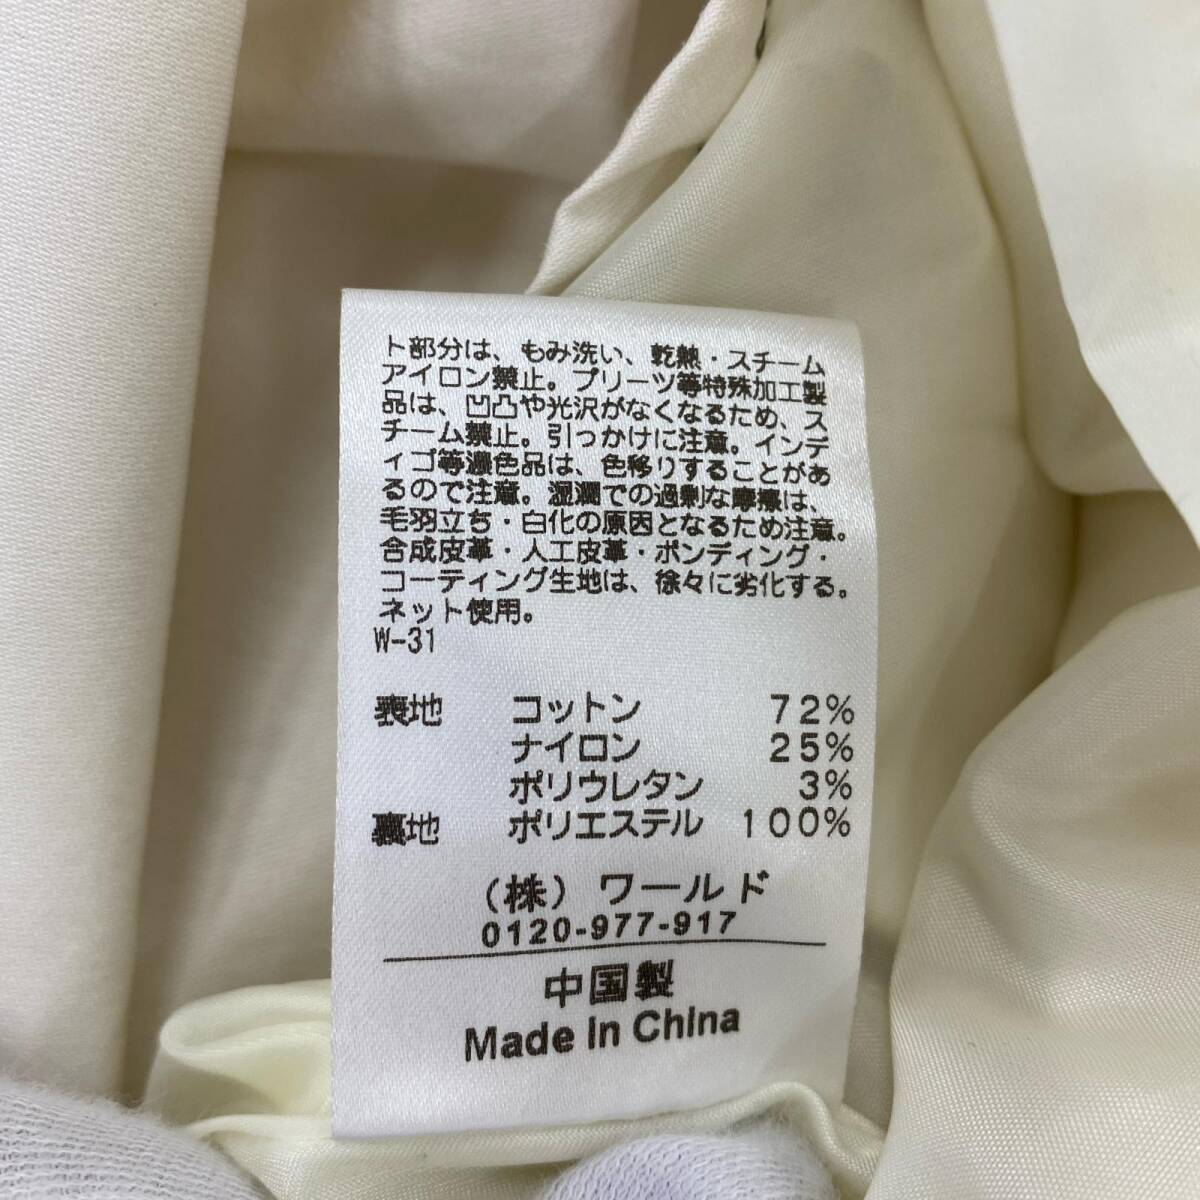 ト部分は、もみ洗い、乾熱・スチーム
アイロン禁止。プリーツ等特殊加工製
品は、凹凸や光沢がなくなるため、ス
チーム禁止。引っかけに注意。インデ
ィゴ等濃色品は、色移りすることがあ
るので注意。湿潤での過剰な摩擦は、
毛羽立ち・白化の原因となるため注意。
合成皮革・人工皮革・ボンディング・
コーティング生地は、徐々に劣化する。
ネット使用。
W-31
表地 コットン 72%
ナイロン 25%
ポリウレタン 3%
裏地 ポリエステル 100%
（株）ワールド
0120-977-917
中国製
Made In China